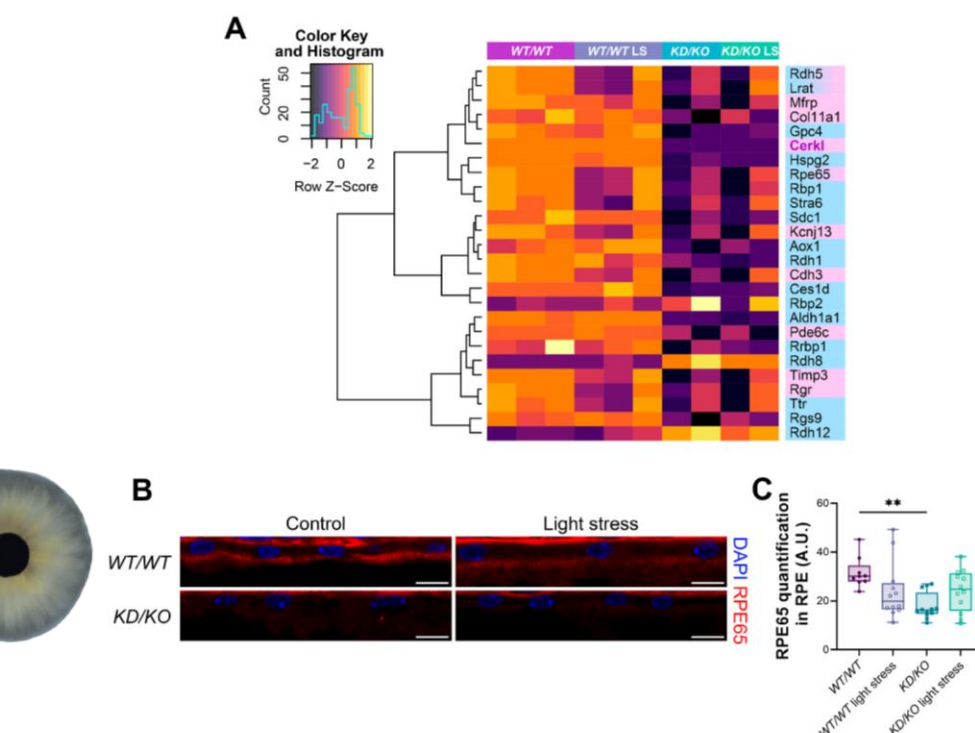 A
Color Key
and Histogram
Count
0
20
50
−2
0
2
Row Z−Score
WT/WT
WT/WT LS
KD/KO
KD/KO LS
Rdh5
Lrat
Mfrp
Col11a1
Gpc4
Cerkl
Hspg2
Rpe65
Rbp1
Stra6
Sdc1
Kcnj13
Aox1
Rdh1
Cdh3
Ces1d
Rbp2
Aldh1a1
Pde6c
Rrbp1
Rdh8
Timp3
Rgr
Ttr
Rgs9
Rdh12
B
Control
Light stress
WT/WT
KD/KO
DAPI RPE65
C
RPE65 quantification
in RPE (A.U.)
60
40
20
0
**
WT/WT
WT/WT light stress
KD/KO
KD/KO light stress